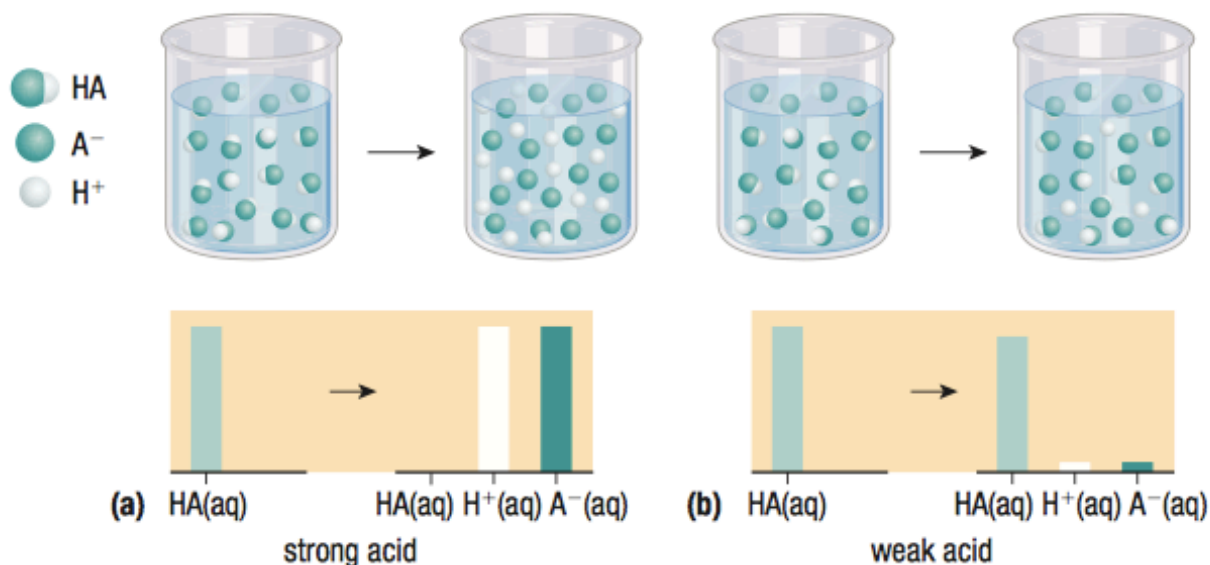 HA
A⁻
H⁺
(a) HA(aq) HA(aq) H⁺(aq) A⁻(aq)
strong acid
(b) HA(aq) HA(aq) H⁺(aq) A⁻(aq)
weak acid